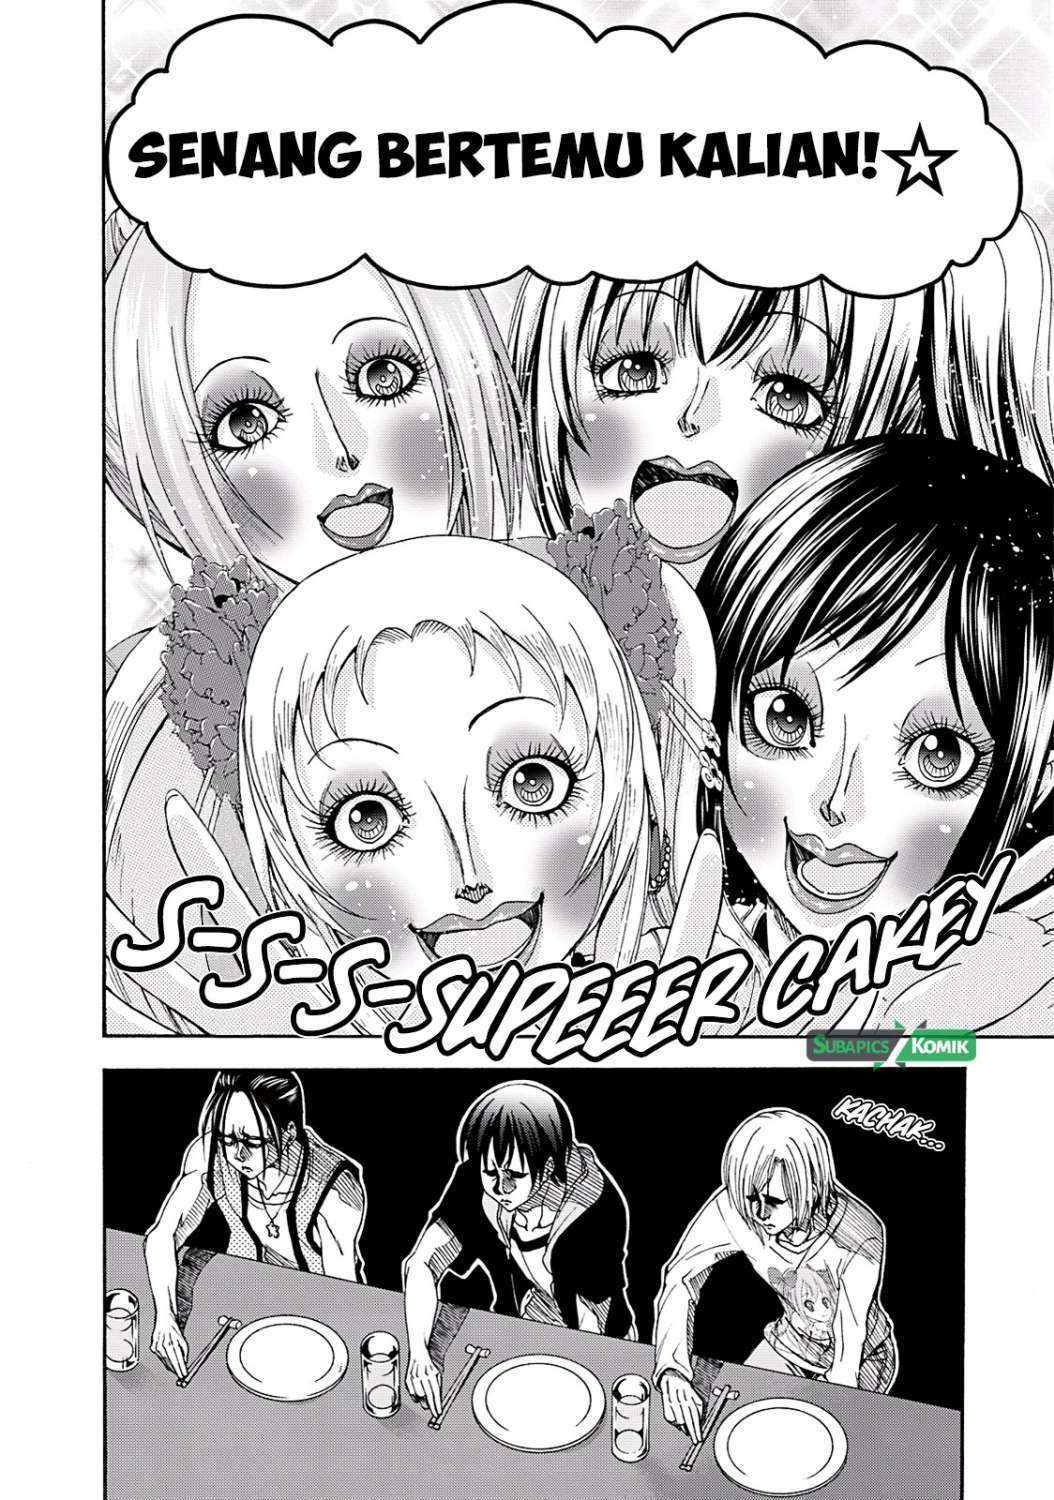 SENANG BERTEMU KALIAN!☆
S-S-S-SUPEEER CAKEY
SUBAPICS KOMIK
KACHAK...